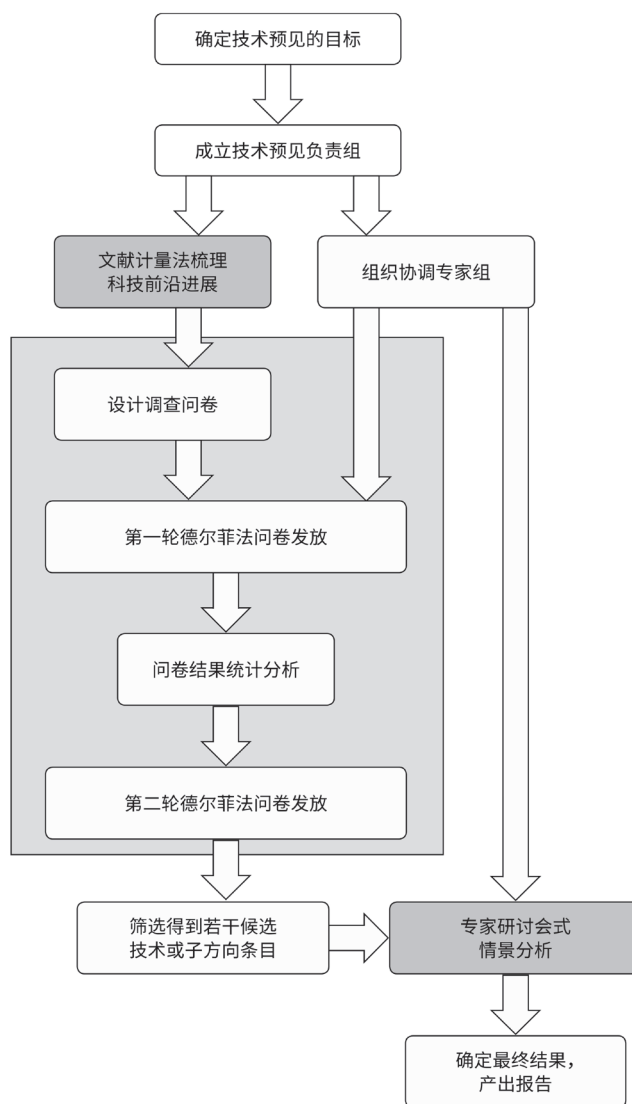 确定技术预见的目标
成立技术预见负责组
文献计量法梳理
科技前沿进展
组织协调专家组
设计调查问卷
第一轮德尔菲法问卷发放
问卷结果统计分析
第二轮德尔菲法问卷发放
筛选得到若干候选
技术或子方向条目
专家研讨会式
情景分析
确定最终结果，
产出报告